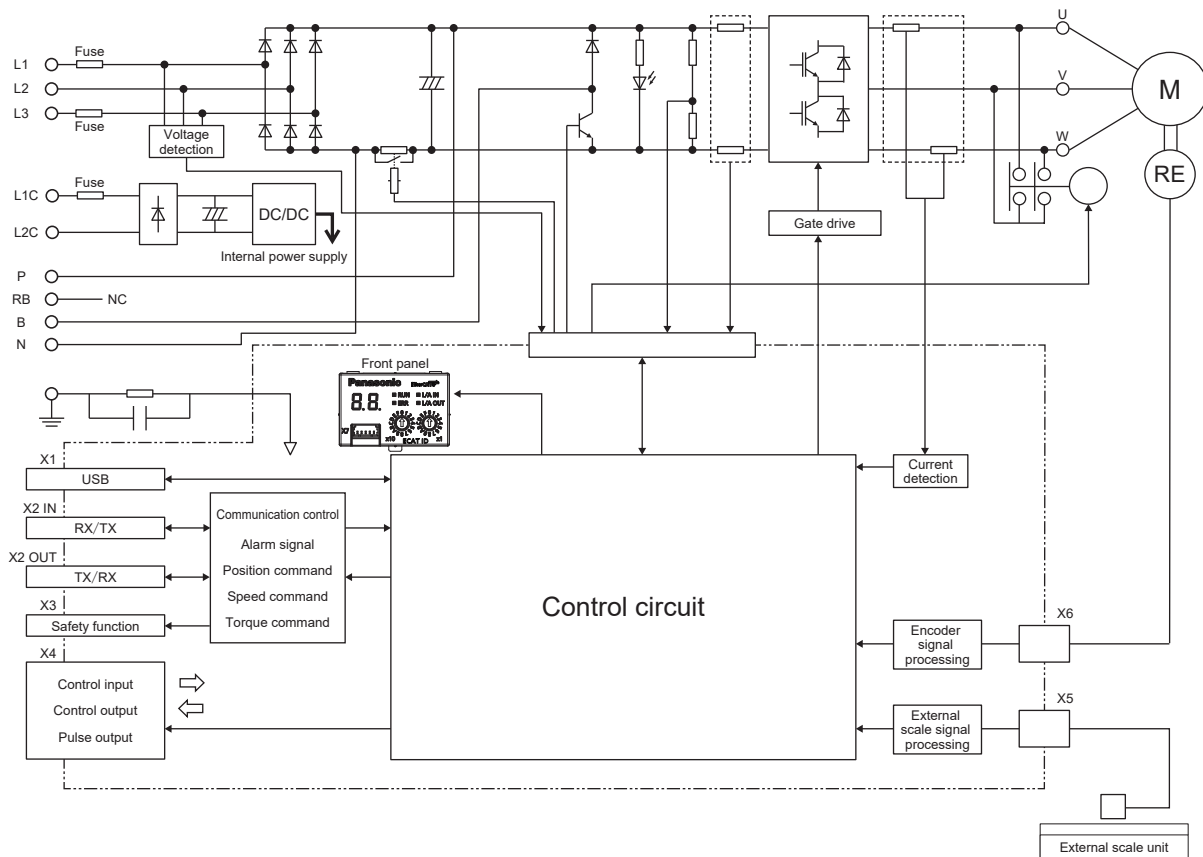 L1
Fuse
L2
L3
Fuse
Voltage
detection
L1C
Fuse
L2C
DC/DC
Internal power supply
P
RB
NC
B
N
U
V
W
M
RE
Gate drive
Front panel
Panasonic
8.8.
RUN
L/A IN
ERR
L/A OUT
X7
x10
ECAT ID
x1
X1
USB
X2 IN
RX/TX
X2 OUT
TX/RX
X3
Safety function
X4
Control input
Control output
Pulse output
Communication control
Alarm signal
Position command
Speed command
Torque command
Control circuit
Current
detection
Encoder
signal
processing
X6
External
scale signal
processing
X5
External scale unit